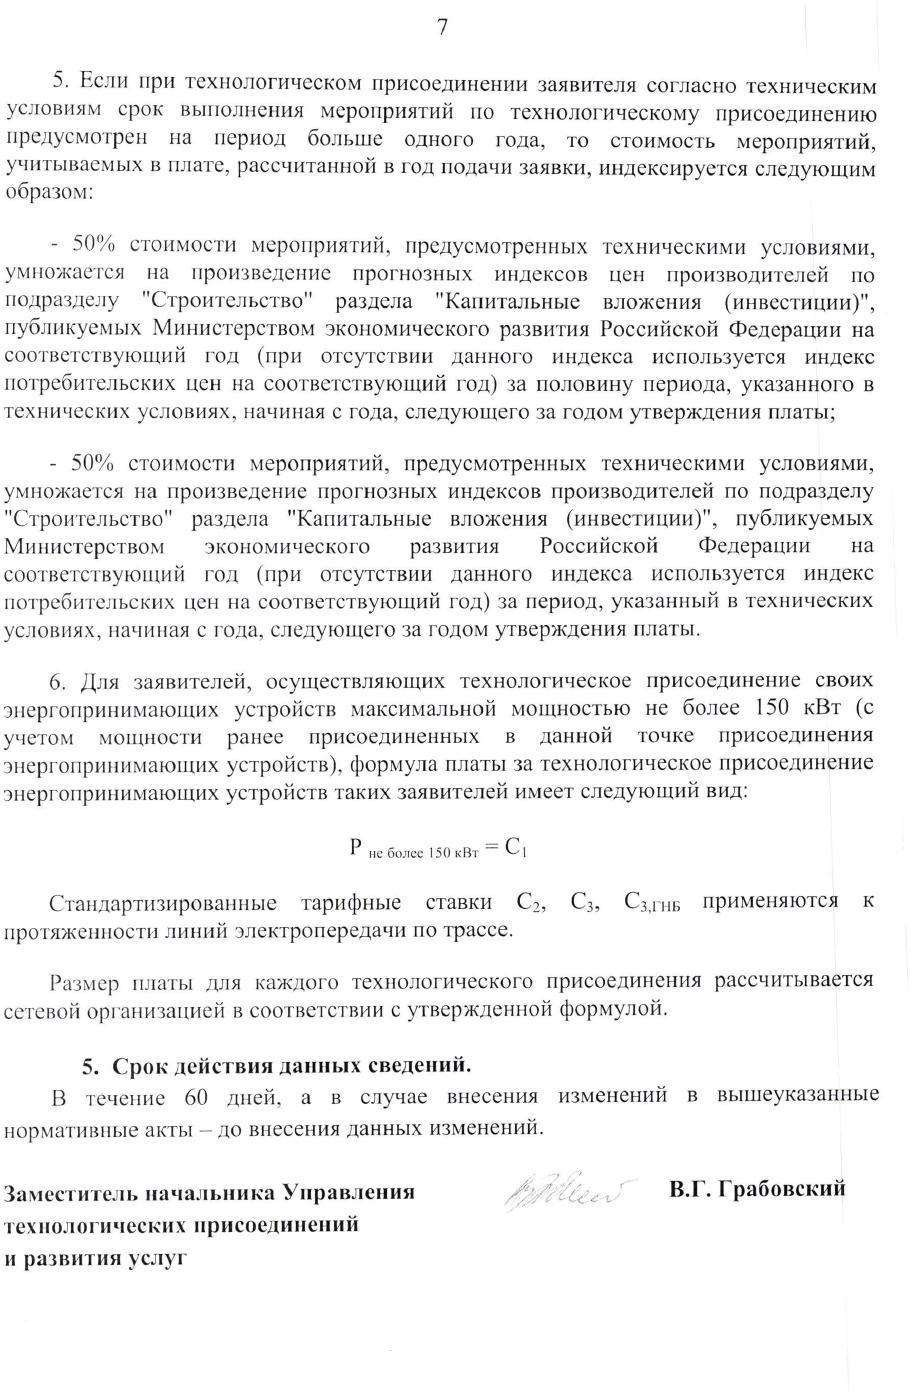 7
5. Если при технологическом присоединении заявителя согласно техническим
условиям срок выполнения мероприятий по технологическому присоединению
предусмотрен на период больше одного года, то стоимость мероприятий,
учитываемых в плате, рассчитанной в год подачи заявки, индексируется следующим
образом:
- 50% стоимости мероприятий, предусмотренных техническими условиями,
умножается на произведение прогнозных индексов цен производителей по
подразделу "Строительство" раздела "Капитальные вложения (инвестиции)",
публикуемых Министерством экономического развития Российской Федерации на
соответствующий год (при отсутствии данного индекса используется индекс
потребительских цен на соответствующий год) за половину периода, указанного в
технических условиях, начиная с года, следующего за годом утверждения платы;
- 50% стоимости мероприятий, предусмотренных техническими условиями,
умножается на произведение прогнозных индексов производителей по подразделу
"Строительство" раздела "Капитальные вложения (инвестиции)", публикуемых
Министерством экономического развития Российской Федерации на
соответствующий год (при отсутствии данного индекса используется индекс
потребительских цен на соответствующий год) за период, указанный в технических
условиях, начиная с года, следующего за годом утверждения платы.
6. Для заявителей, осуществляющих технологическое присоединение своих
энергопринимающих устройств максимальной мощностью не более 150 кВт (с
учетом мощности ранее присоединенных в данной точке присоединения
энергопринимающих устройств), формула платы за технологическое присоединение
энергопринимающих устройств таких заявителей имеет следующий вид:
Р не более 150 кВт = С1
Стандартизированные тарифные ставки С2, С3, С3,ГНБ применяются к
протяженности линий электропередачи по трассе.
Размер платы для каждого технологического присоединения рассчитывается
сетевой организацией в соответствии с утвержденной формулой.
5. Срок действия данных сведений.
В течение 60 дней, а в случае внесения изменений в вышеуказанные
нормативные акты – до внесения данных изменений.
Заместитель начальника Управления В.Г. Грабовский
технологических присоединений
и развития услуг